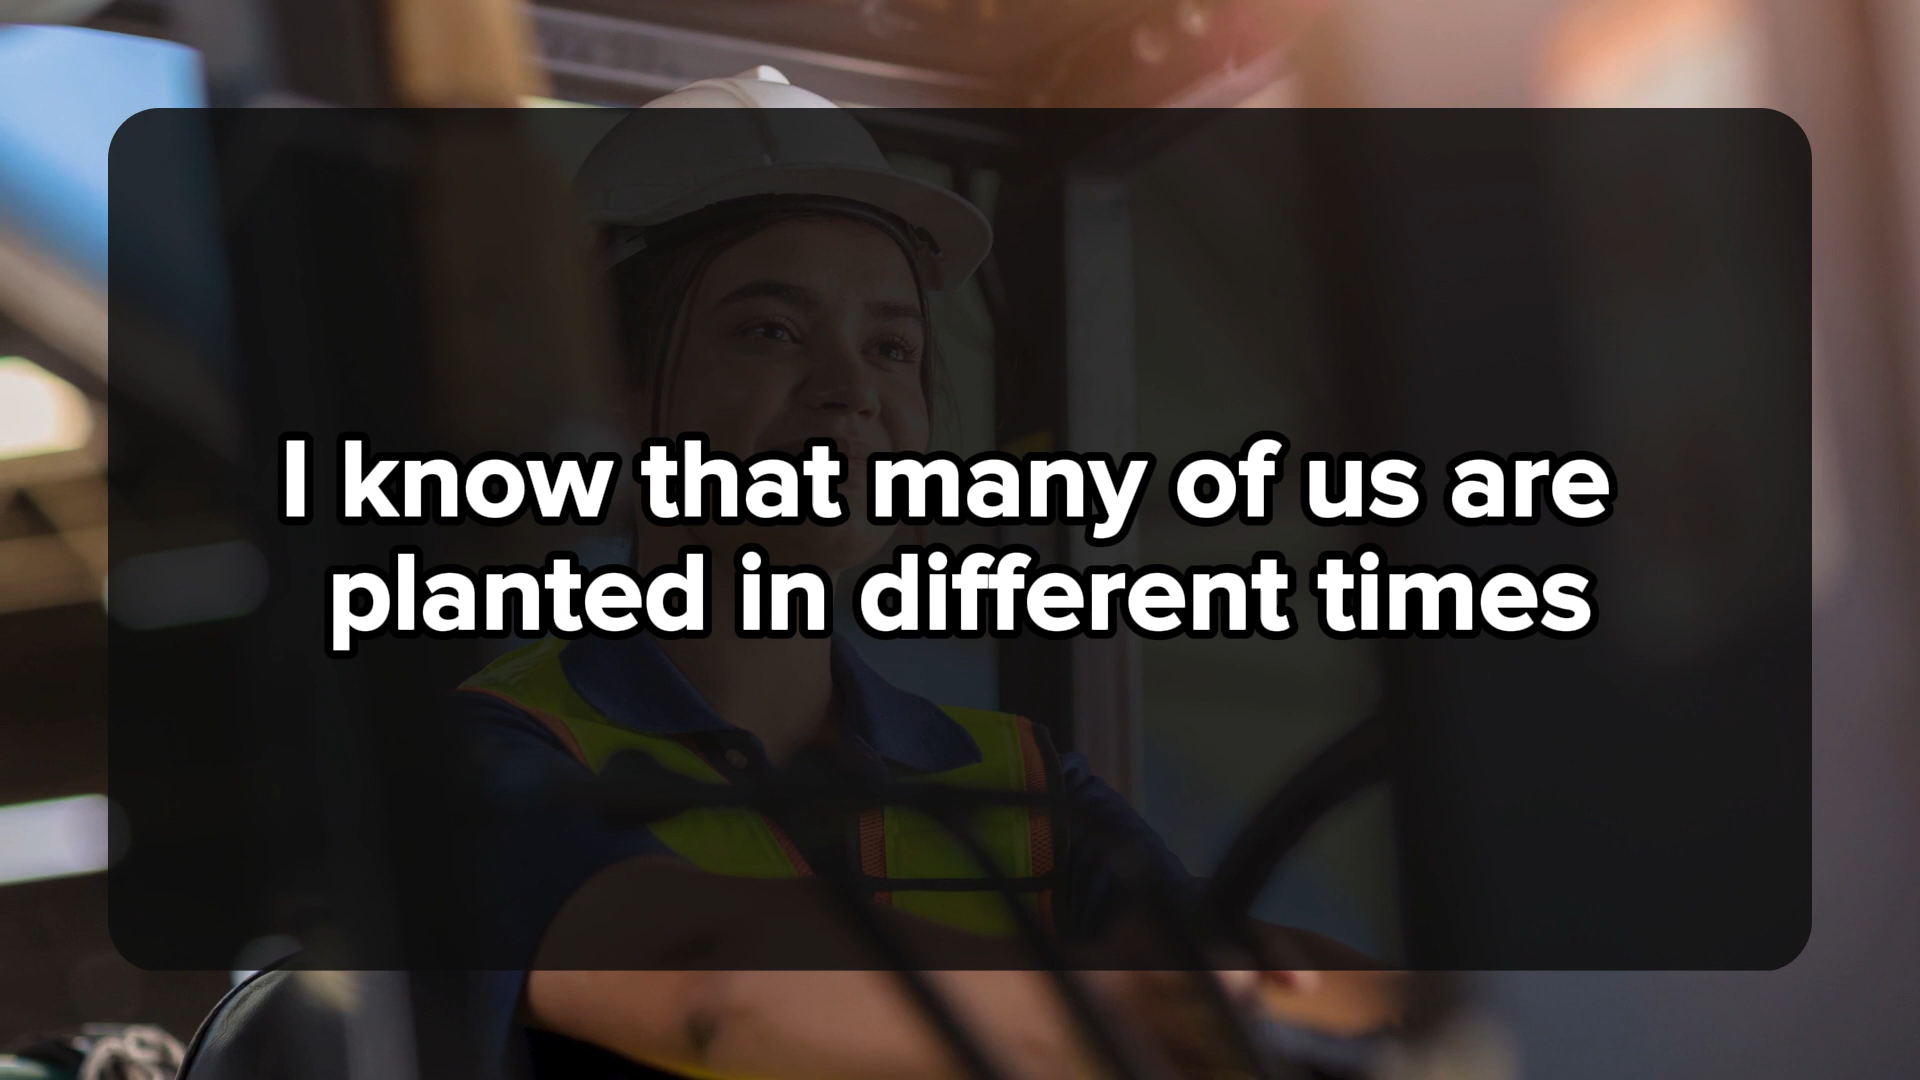 I know that many of us are
planted in different times